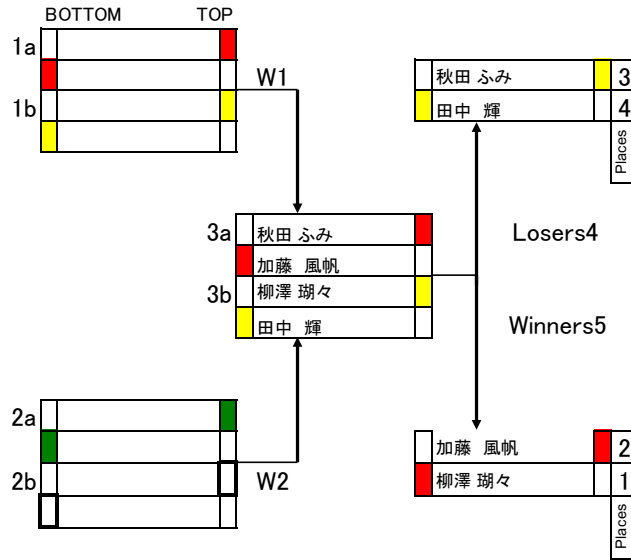 BOTTOM TOP
1a
W1
1b
秋田 ふみ 3
田中 輝 4
Places
3a 秋田 ふみ
加藤 風帆
3b 柳澤 瑚々
田中 輝
Losers4
Winners5
2a
2b
W2
加藤 風帆 2
柳澤 瑚々 1
Places